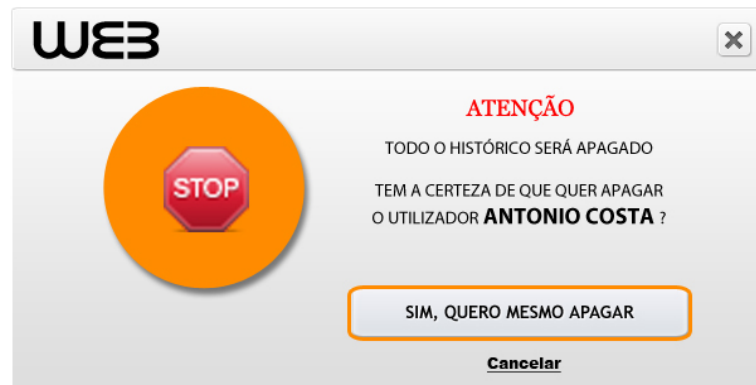 WEB
ATENÇÃO
TODO O HISTÓRICO SERÁ APAGADO
STOP
TEM A CERTEZA DE QUE QUER APAGAR
O UTILIZADOR ANTONIO COSTA ?
SIM, QUERO MESMO APAGAR
Cancelar